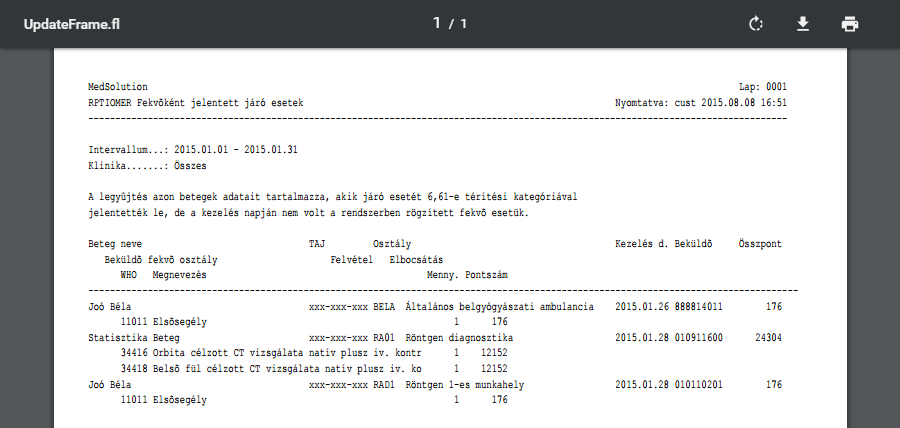 UpdateFrame.fl 1 / 1
MedSolution Lap: 0001
RPTIOMER Fekvõként jelentett járó esetek Nyomtatva: cust 2015.08.08 16:51
Intervallum...: 2015.01.01 - 2015.01.31
Klinika.......: Összes
A legyûjtés azon betegek adatait tartalmazza, akik járó esetét 6,61-e térítési kategóriával
jelentették le, de a kezelés napján nem volt a rendszerben rögzített fekvõ esetük.
Beteg neve TAJ Osztály Kezelés d. Beküldõ Összpont
Beküldõ fekvõ osztály Felvétel Elbocsátás
WHO Megnevezés Menny. Pontszám
Joó Béla xxx-xxx-xxx BELA Általános belgyógyászati ambulancia 2015.01.26 888814011 176
11011 Elsõsegély 1 176
Statisztika Beteg xxx-xxx-xxx RA01 Röntgen diagnosztika 2015.01.28 010911600 24304
34416 Orbita célzott CT vizsgálata natív plusz iv. kontr 1 12152
34418 Belsõ fül célzott CT vizsgálata natív plusz iv. ko 1 12152
Joó Béla xxx-xxx-xxx RAD1 Röntgen 1-es munkahely 2015.01.28 010110201 176
11011 Elsõsegély 1 176